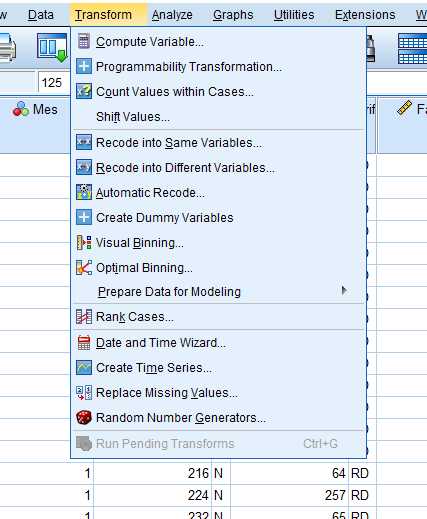 Data Transform Analyze Graphs Utilities Extensions
125
Mes
Compute Variable...
Programmability Transformation...
Count Values within Cases...
Shift Values...
Recode into Same Variables...
Recode into Different Variables...
Automatic Recode...
Create Dummy Variables
Visual Binning...
Optimal Binning...
Prepare Data for Modeling
Rank Cases...
Date and Time Wizard...
Create Time Series...
Replace Missing Values...
Random Number Generators...
Run Pending Transforms Ctrl+G
1 216 N 64 RD
1 224 N 257 RD
1 232 N 65 RD